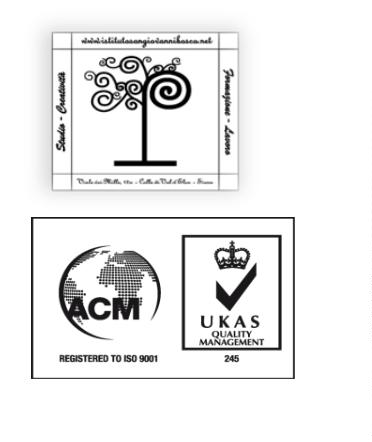 www.istitutosangiovannibosco.net
Studio - Creatività
Formazione - Lavoro
Viale dei Mille, 12a - Colle di Val d'Elsa - Siena
ACM
REGISTERED TO ISO 9001
UKAS
QUALITY
MANAGEMENT
245